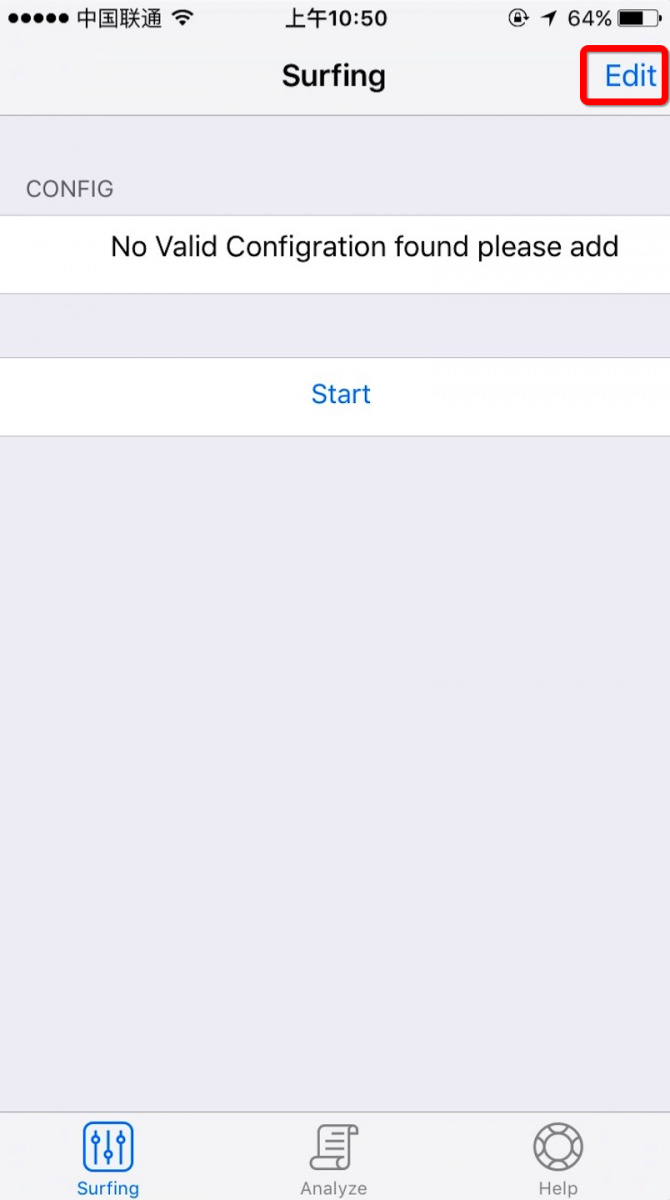 中国联通 上午10:50 64%
Surfing Edit
CONFIG
No Valid Configration found please add
Start
Surfing Analyze Help